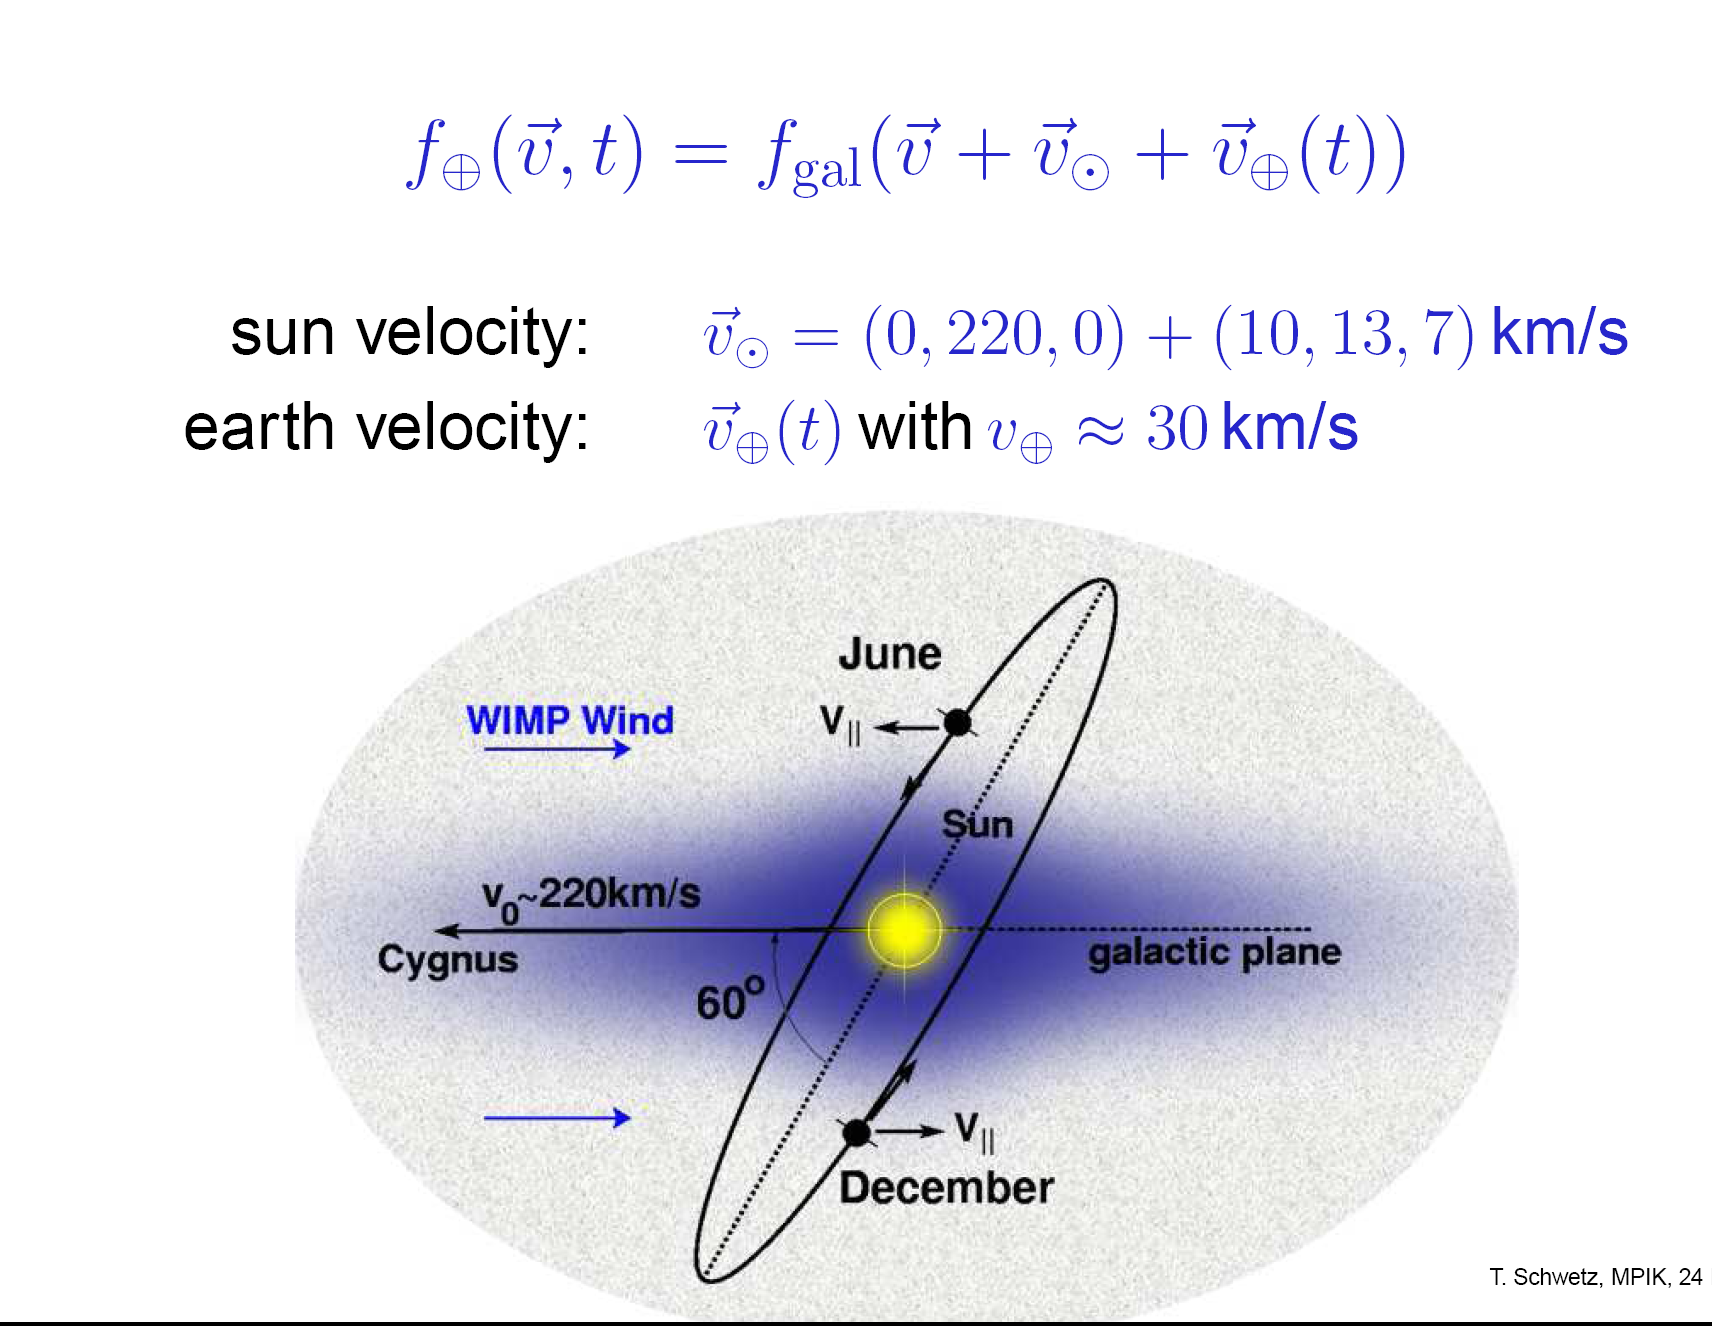 f⊕(v⃗, t) = f_gal(v⃗ + v⃗⊙ + v⃗⊕(t))
sun velocity: v⃗⊙ = (0, 220, 0) + (10, 13, 7) km/s
earth velocity: v⃗⊕(t) with v⊕ ≈ 30 km/s
June
WIMP Wind
V||
Sun
v₀~220km/s
Cygnus
galactic plane
60°
V||
December
T. Schwetz, MPIK, 24